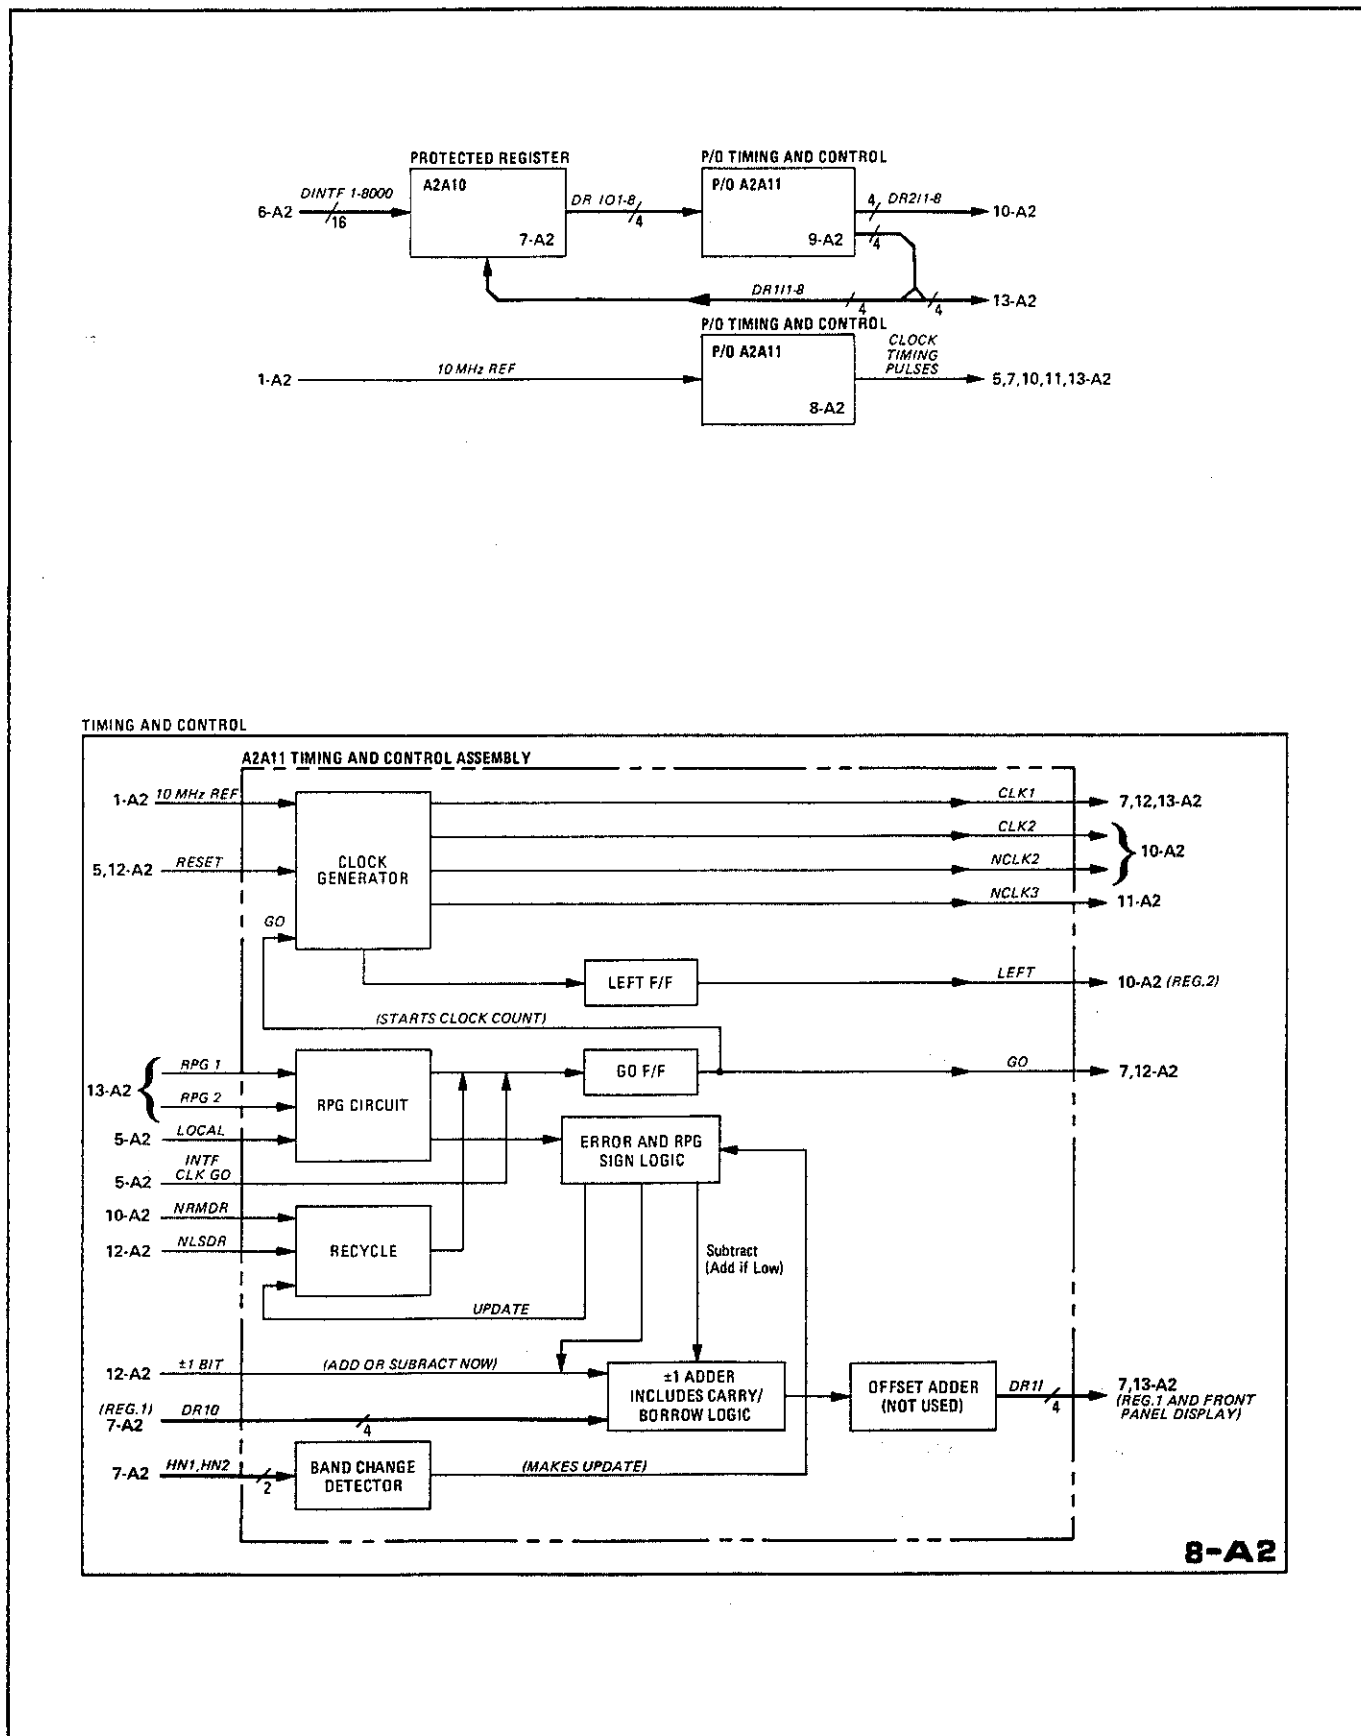 PROTECTED REGISTER
P/O TIMING AND CONTROL
A2A10
P/O A2A11
DINTF 1-8000
DR IO1-8
4 DR2I1-8
6-A2
16
4
10-A2
7-A2
9-A2
4
DR1I1-8
4
4
13-A2
P/O TIMING AND CONTROL
P/O A2A11
CLOCK
TIMING
PULSES
1-A2
10 MHz REF
5,7,10,11,13-A2
8-A2
TIMING AND CONTROL
A2A11 TIMING AND CONTROL ASSEMBLY
1-A2 10 MHz REF
CLK1
7,12,13-A2
CLK2
10-A2
5,12-A2 RESET
CLOCK
GENERATOR
NCLK2
NCLK3
11-A2
GO
LEFT F/F
LEFT
10-A2 (REG.2)
(STARTS CLOCK COUNT)
13-A2
RPG 1
GO F/F
GO
7,12-A2
RPG 2
RPG CIRCUIT
5-A2 LOCAL
ERROR AND RPG
SIGN LOGIC
INTF
5-A2 CLK GO
10-A2 NRMDR
12-A2 NLSDR
RECYCLE
Subtract
(Add if Low)
UPDATE
12-A2 ±1 BIT
(ADD OR SUBRACT NOW)
±1 ADDER
INCLUDES CARRY/
BORROW LOGIC
OFFSET ADDER
(NOT USED)
DR1I
4
7,13-A2
(REG.1 AND FRONT
PANEL DISPLAY)
(REG.1)
7-A2 DR10
4
7-A2 HN1,HN2
2
BAND CHANGE
DETECTOR
(MAKES UPDATE)
8-A2